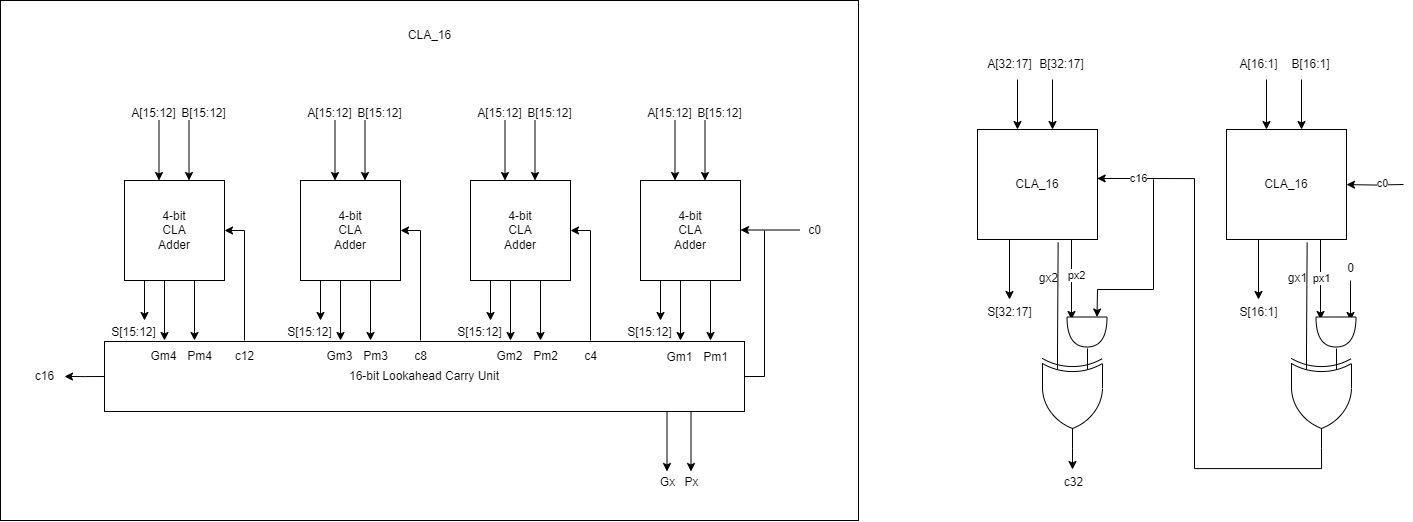 CLA_16
A[15:12] B[15:12]
A[15:12] B[15:12]
A[15:12] B[15:12]
A[15:12] B[15:12]
4-bit
CLA
Adder
4-bit
CLA
Adder
4-bit
CLA
Adder
4-bit
CLA
Adder
c0
S[15:12]
S[15:12]
S[15:12]
S[15:12]
Gm4 Pm4 c12
Gm3 Pm3 c8
Gm2 Pm2 c4
Gm1 Pm1
c16
16-bit Lookahead Carry Unit
Gx Px
A[32:17] B[32:17]
A[16:1] B[16:1]
CLA_16
c16
CLA_16
c0
gx2 px2
gx1 px1
0
S[32:17]
S[16:1]
c32